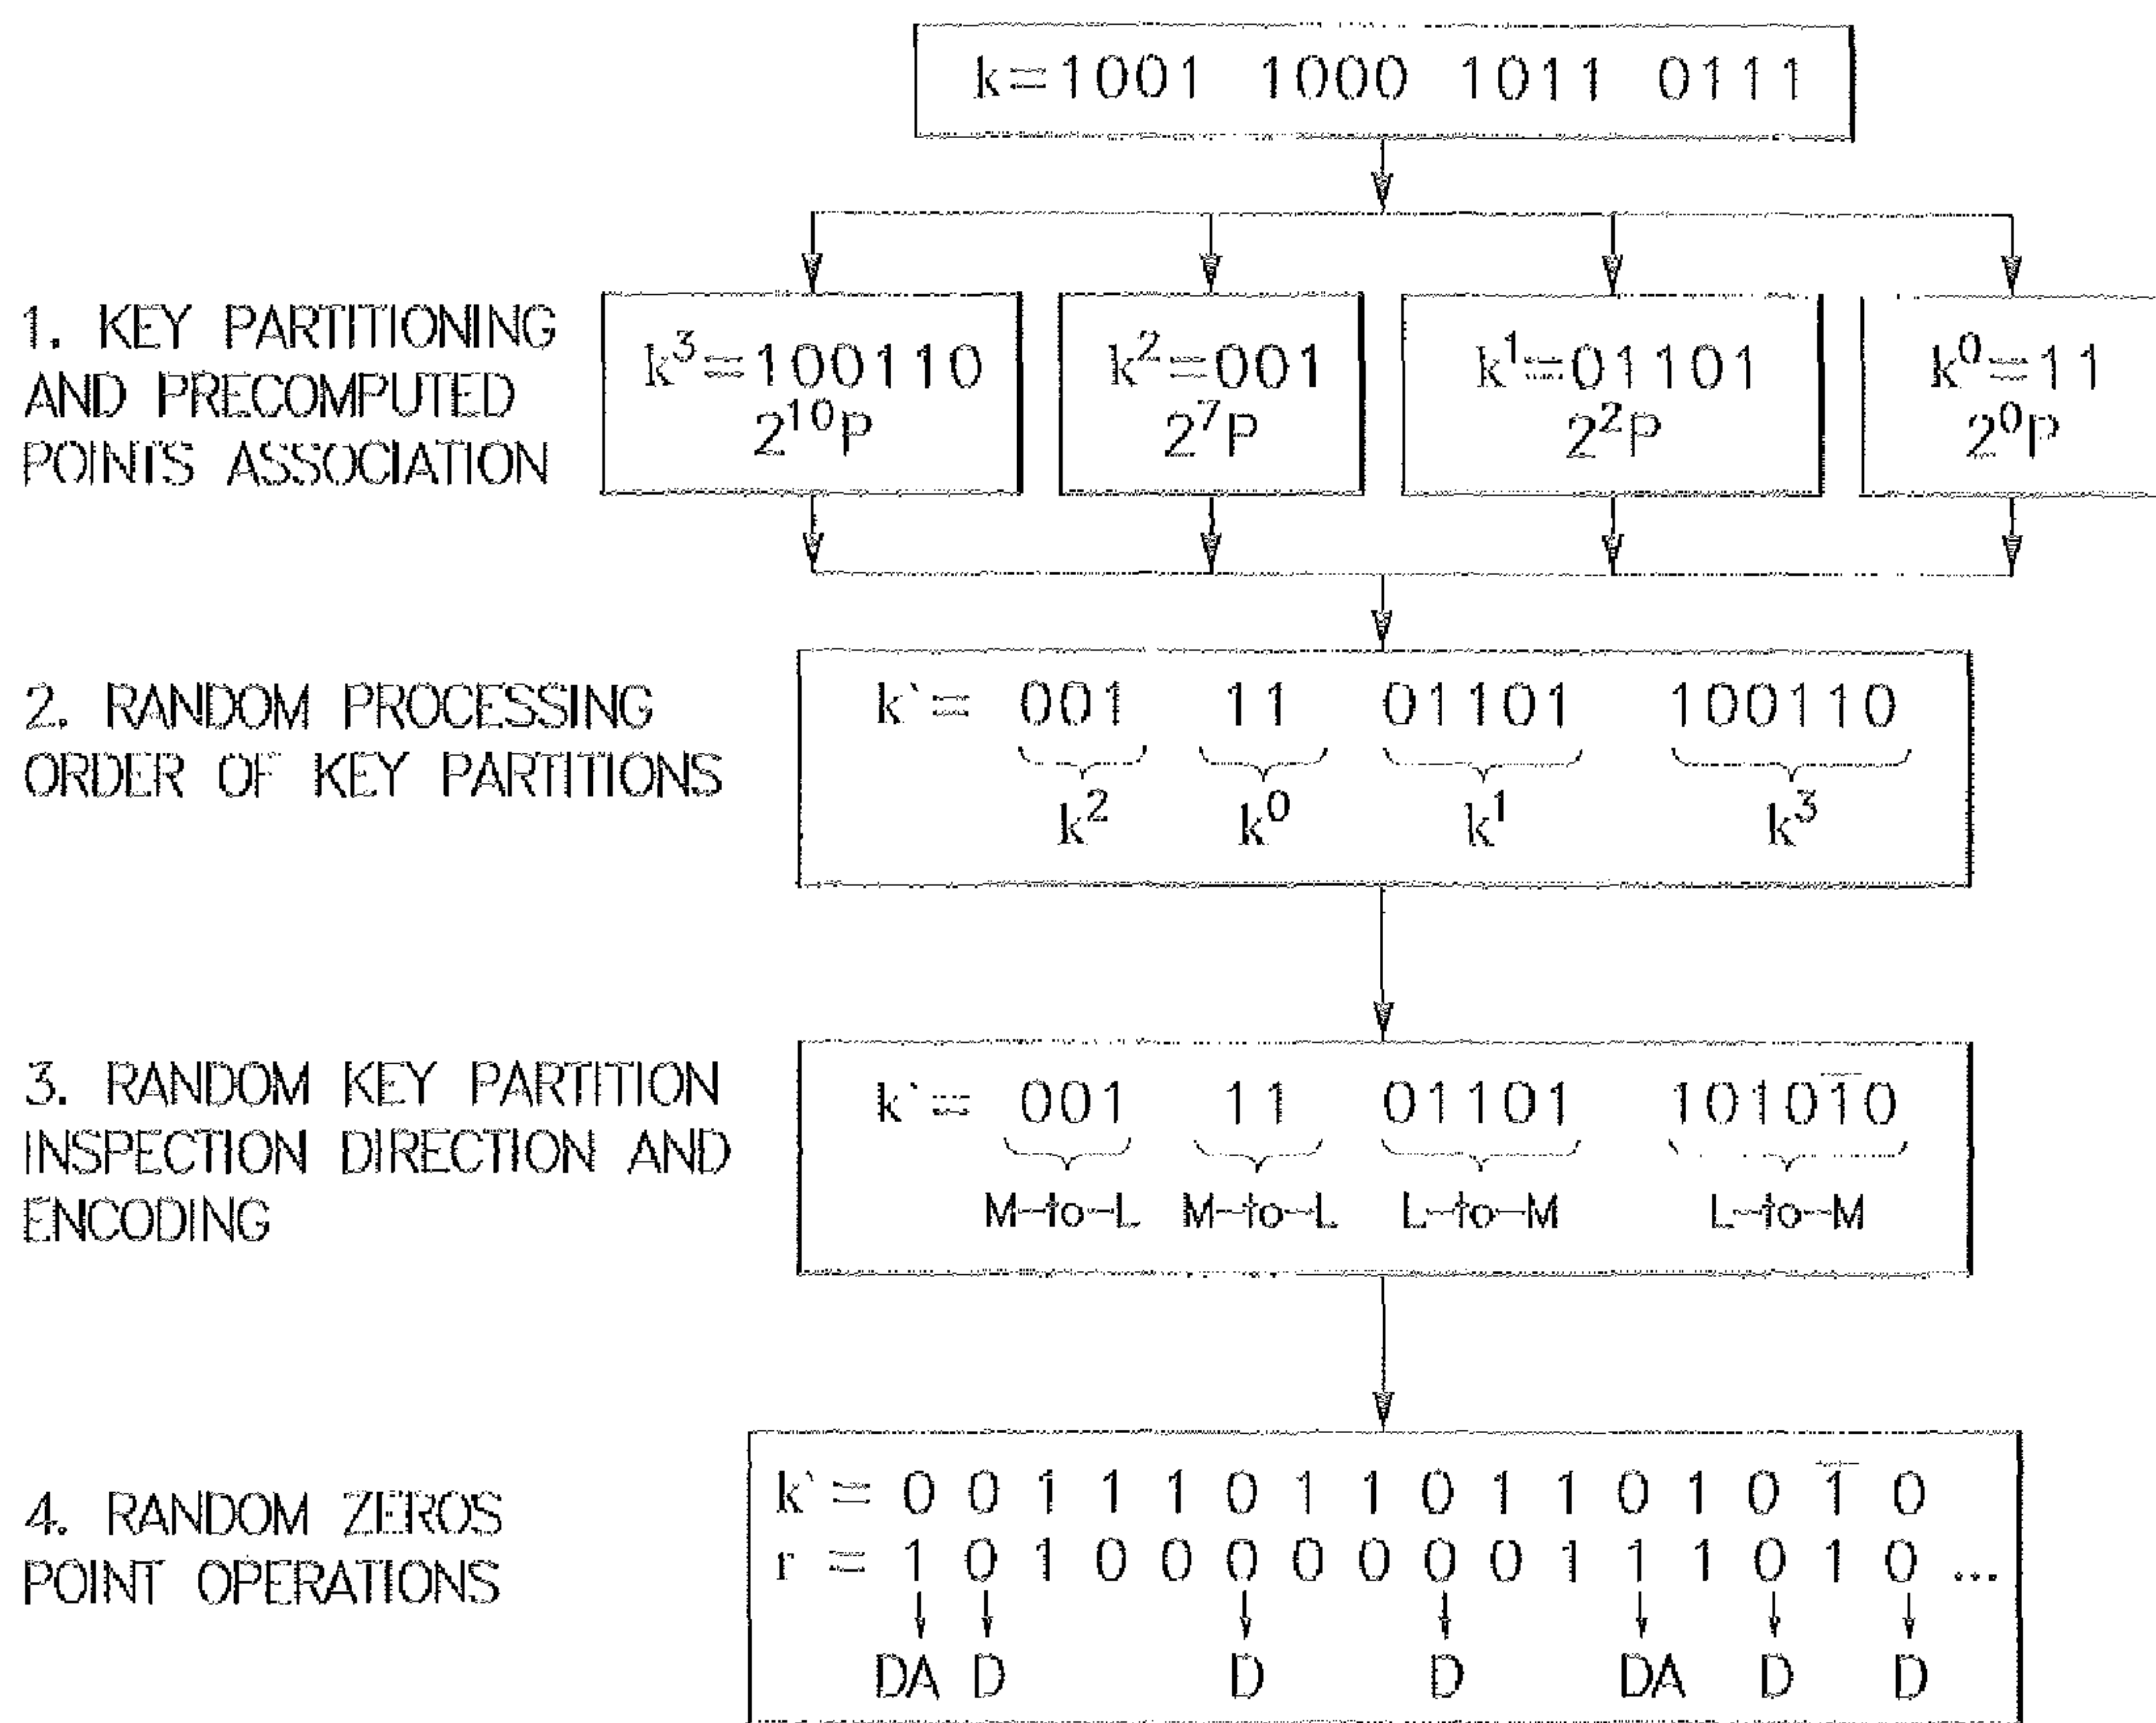 k=1001 1000 1011 0111
1. KEY PARTITIONING
AND PRECOMPUTED
POINTS ASSOCIATION
k³=100110
2¹⁰P
k²=001
2⁷P
k¹=01101
2²P
k⁰=11
2⁰P
2. RANDOM PROCESSING
ORDER OF KEY PARTITIONS
k`= 001 11 01101 100110
k² k⁰ k¹ k³
3. RANDOM KEY PARTITION
INSPECTION DIRECTION AND
ENCODING
k`= 001 11 01101 10101̅0
M-to-L M-to-L L-to-M L-to-M
4. RANDOM ZEROS
POINT OPERATIONS
k`= 0 0 1 1 1 0 1 1 0 1 1 0 1 0 1̅ 0
r = 1 0 1 0 0 0 0 0 0 0 1 1 1 0 1 0 ...
DA D D D DA D D